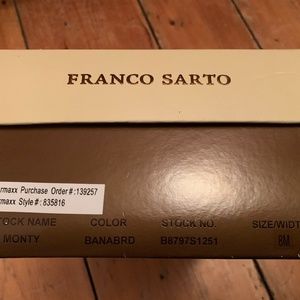 FRANCO SARTO
rmaxx Purchase Order #:139257
rmaxx Style#: 835816
TOCK NAME COLOR STOCK NO. SIZE/WIDT
MONTY BANABRD B8797S1251 8M